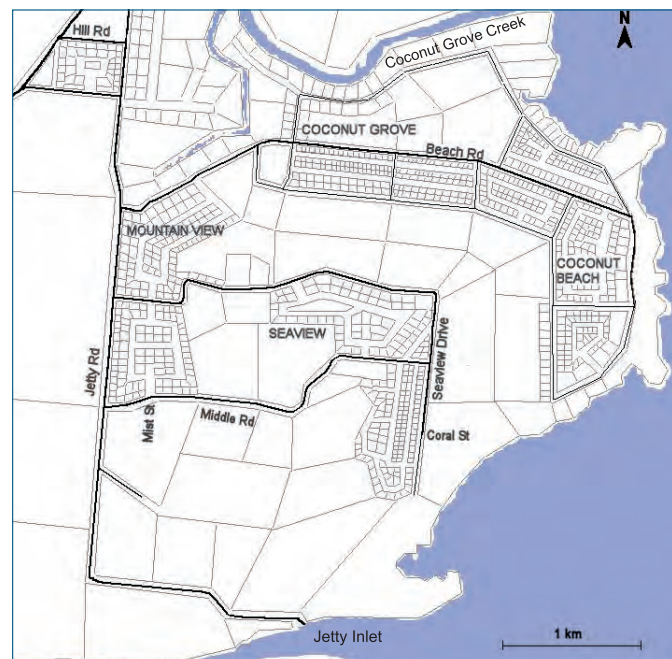 N
Hill Rd
Coconut Grove Creek
COCONUT GROVE
Beach Rd
MOUNTAIN VIEW
COCONUT
BEACH
SEAVIEW
Seaview Drive
Jetty Rd
Mist St
Middle Rd
Coral St
Jetty Inlet
1 km